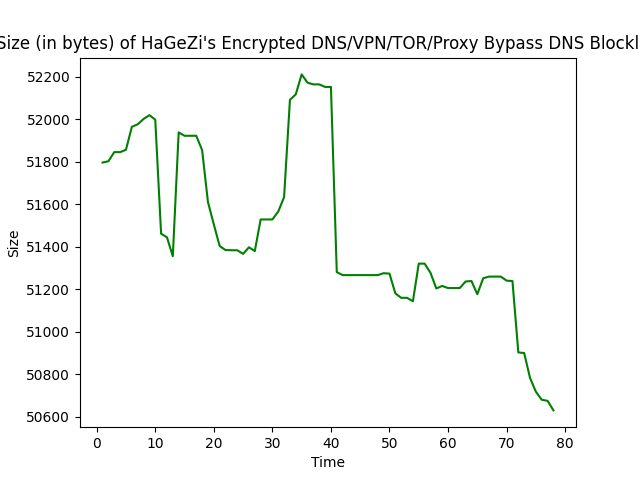 Size (in bytes) of HaGeZi's Encrypted DNS/VPN/TOR/Proxy Bypass DNS Blockl
52200
52000
51800
51600
51400
51200
51000
50800
50600
Size
0 10 20 30 40 50 60 70 80
Time